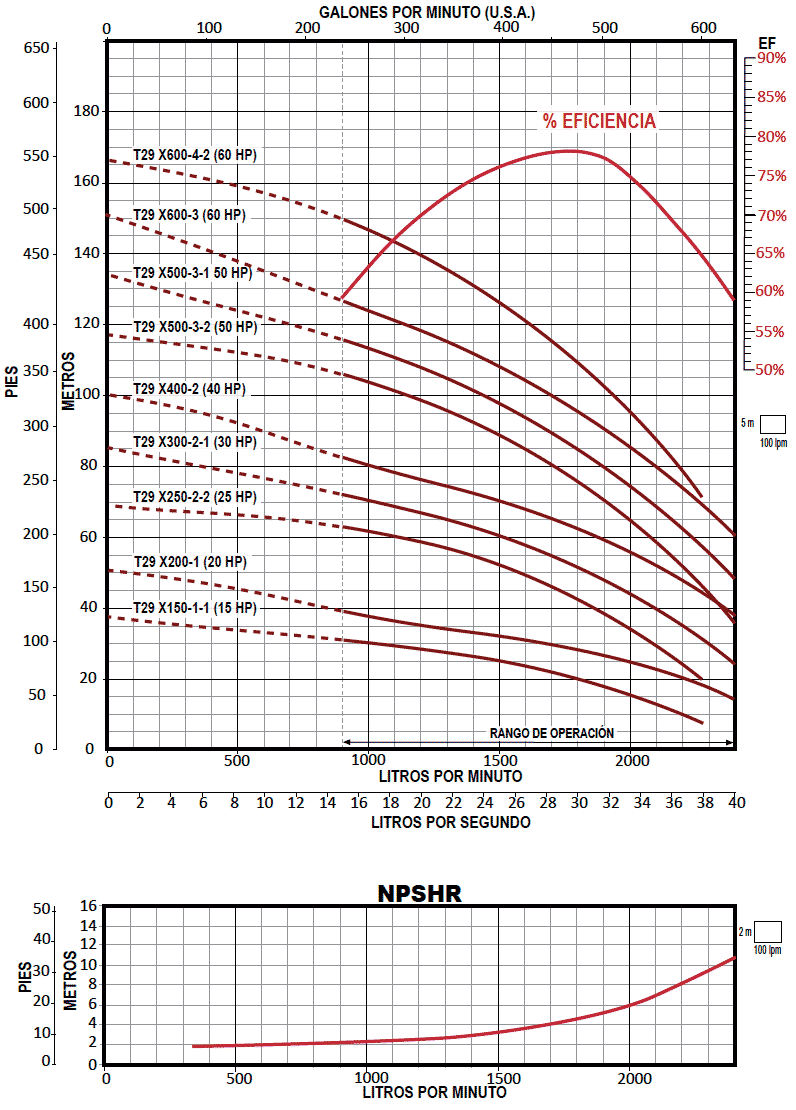 GALONES POR MINUTO (U.S.A.)
0 100 200 300 400 500 600
EF
650
600
550
500
450
400
350
300
250
200
150
100
50
0
PIES
180
160
140
120
100
80
60
40
20
0
METROS
90%
85%
80%
75%
70%
65%
60%
55%
50%
% EFICIENCIA
T29 X600-4-2 (60 HP)
T29 X600-3 (60 HP)
T29 X500-3-1 50 HP)
T29 X500-3-2 (50 HP)
T29 X400-2 (40 HP)
T29 X300-2-1 (30 HP)
T29 X250-2-2 (25 HP)
T29 X200-1 (20 HP)
T29 X150-1-1 (15 HP)
5 m
100 lpm
RANGO DE OPERACIÓN
0 500 1000 1500 2000
LITROS POR MINUTO
0 2 4 6 8 10 12 14 16 18 20 22 24 26 28 30 32 34 36 38 40
LITROS POR SEGUNDO
NPSHR
50
40
30
20
10
0
PIES
16
14
12
10
8
6
4
2
0
METROS
2 m
100 lpm
0 500 1000 1500 2000
LITROS POR MINUTO